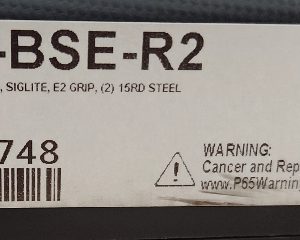 -BSE-R2
, SIGLITE, E2 GRIP, (2) 15RD STEEL
748
WARNING:
Cancer and Rep
www.P65Warnin